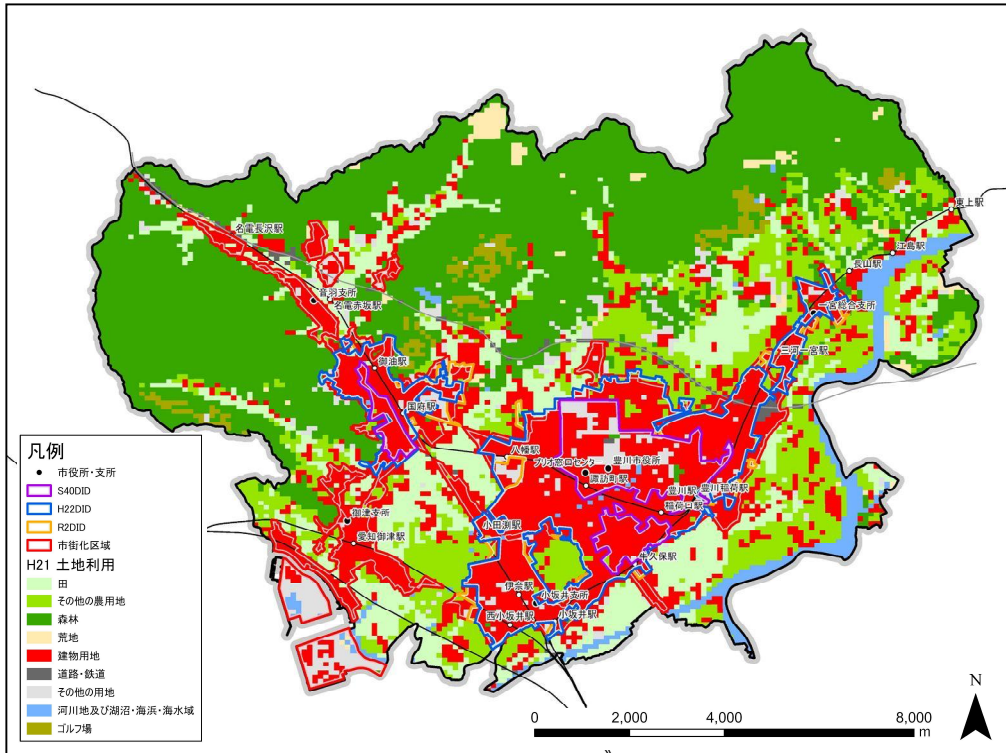 東上駅
江島駅
長山駅
名電長沢駅
音羽支所
名電赤坂駅
一宮総合支所
三河一宮駅
御油駅
国府駅
八幡駅
プリオ窓口センタ
豊川市役所
諏訪町駅
豊川駅
豊川稲荷駅
稲荷口駅
御津支所
愛知御津駅
小田渕駅
牛久保駅
伊奈駅
小坂井支所
西小坂井駅
小坂井駅
凡例
市役所・支所
S40DID
H22DID
R2DID
市街化区域
H21 土地利用
田
その他の農用地
森林
荒地
建物用地
道路・鉄道
その他の用地
河川地及び湖沼・海浜・海水域
ゴルフ場
N
0 2,000 4,000 8,000
m